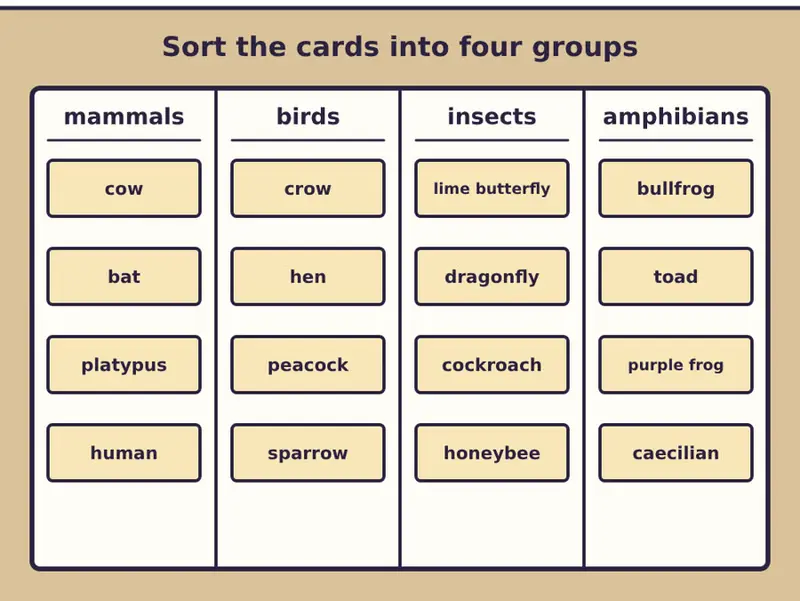 Sort the cards into four groups
mammals birds insects amphibians
cow crow lime butterfly bullfrog
bat hen dragonfly toad
platypus peacock cockroach purple frog
human sparrow honeybee caecilian